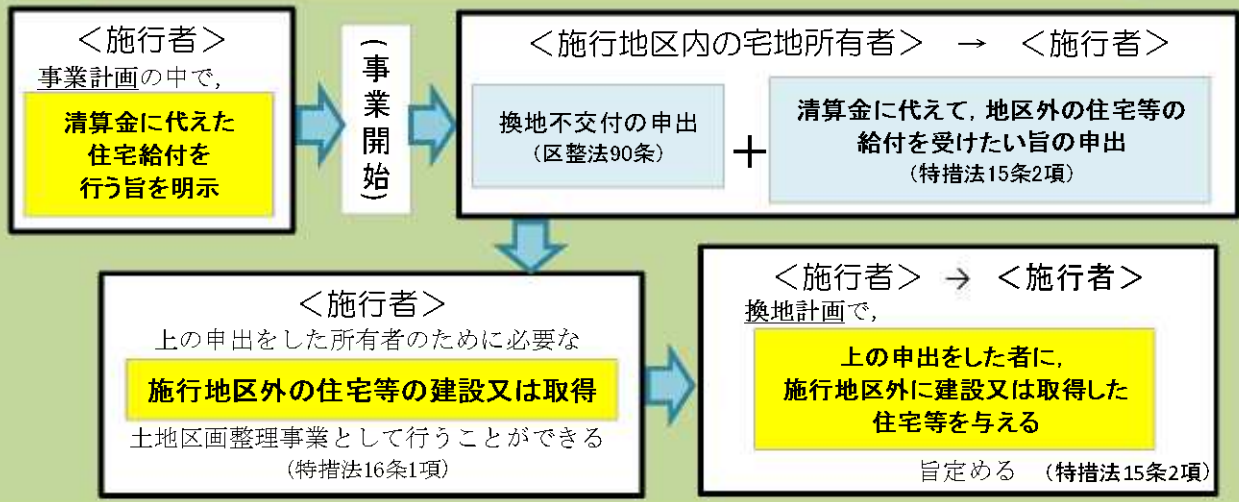 ＜施行者＞
事業計画の中で,
清算金に代えた
住宅給付を
行う旨を明示
(事業開始)
＜施行地区内の宅地所有者＞ → ＜施行者＞
換地不交付の申出
(区整法90条)
＋
清算金に代えて, 地区外の住宅等の
給付を受けたい旨の申出
(特措法15条2項)
＜施行者＞
上の申出をした所有者のために必要な
施行地区外の住宅等の建設又は取得
土地区画整理事業として行うことができる
(特措法16条1項)
＜施行者＞ → ＜施行者＞
換地計画で,
上の申出をした者に,
施行地区外に建設又は取得した
住宅等を与える
旨定める (特措法15条2項)